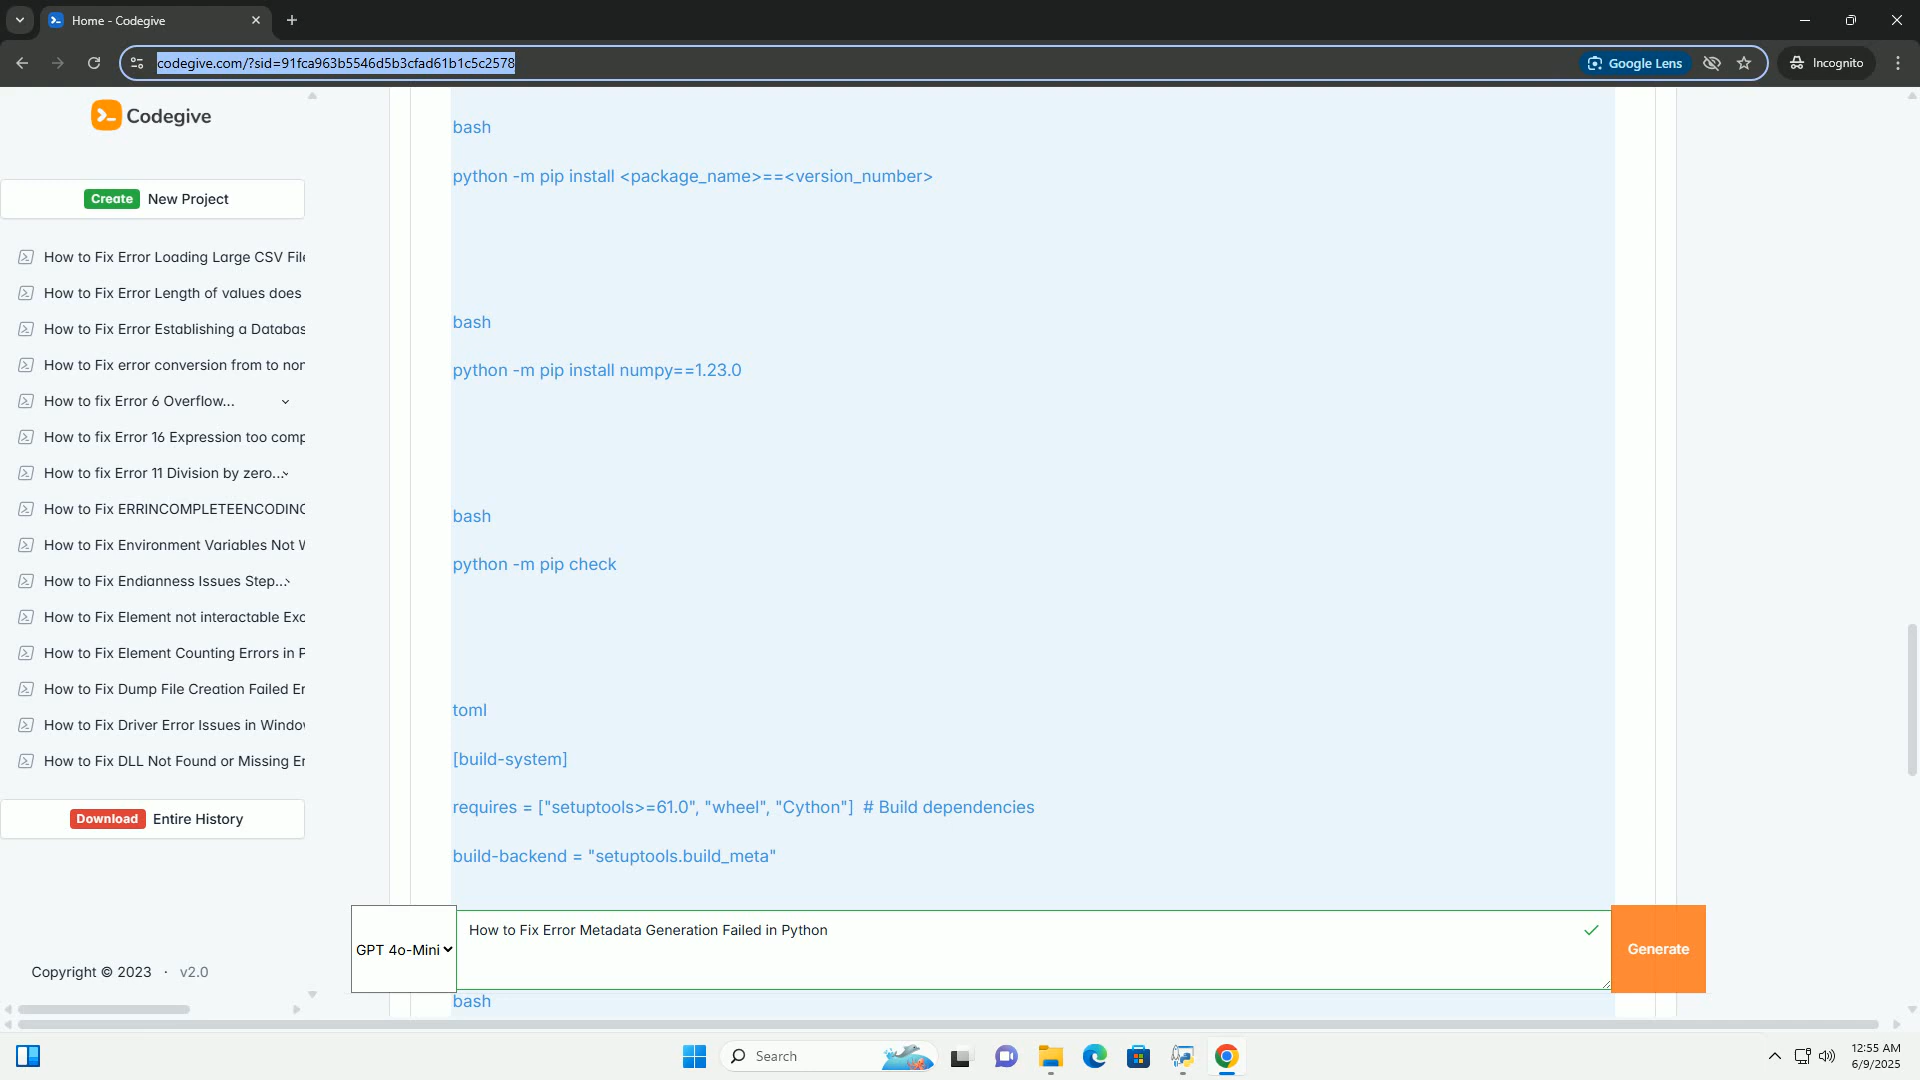 Home - Codegive
codegive.com/?sid=91fca963b5546d5b3cfad61b1c5c2578
Google Lens
Incognito
Codegive
Create New Project
How to Fix Error Loading Large CSV File
How to Fix Error Length of values does
How to Fix Error Establishing a Databas
How to Fix error conversion from to non
How to fix Error 6 Overflow...
How to fix Error 16 Expression too comp
How to fix Error 11 Division by zero...
How to Fix ERRINCOMPLETEENCODING
How to Fix Environment Variables Not W
How to Fix Endianness Issues Step...
How to Fix Element not interactable Exc
How to Fix Element Counting Errors in P
How to Fix Dump File Creation Failed Er
How to Fix Driver Error Issues in Window
How to Fix DLL Not Found or Missing Er
Download Entire History
Copyright © 2023 · v2.0
bash
python -m pip install <package_name>==<version_number>
bash
python -m pip install numpy==1.23.0
bash
python -m pip check
toml
[build-system]
requires = ["setuptools>=61.0", "wheel", "Cython"] # Build dependencies
build-backend = "setuptools.build_meta"
GPT 4o-Mini
How to Fix Error Metadata Generation Failed in Python
Generate
bash
Search
12:55 AM
6/9/2025